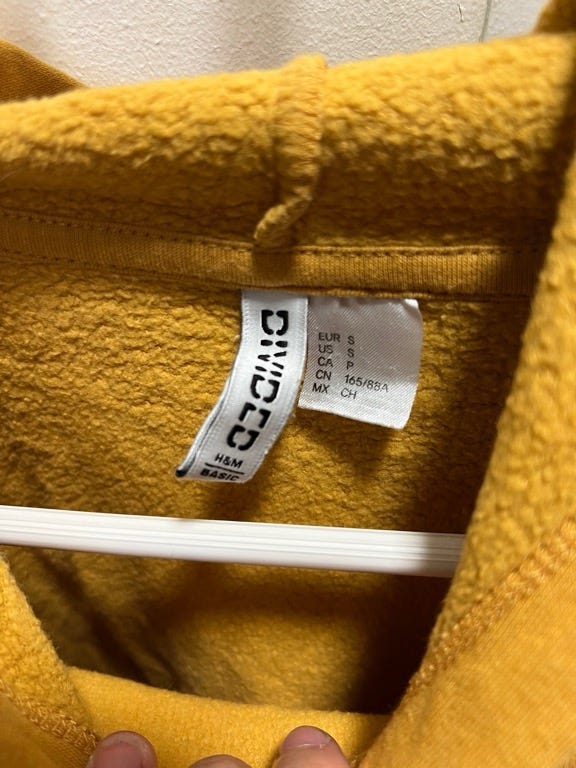 DIVIDED
H&M
BASIC
EUR S
US S
CA P
CN 165/88A
MX CH